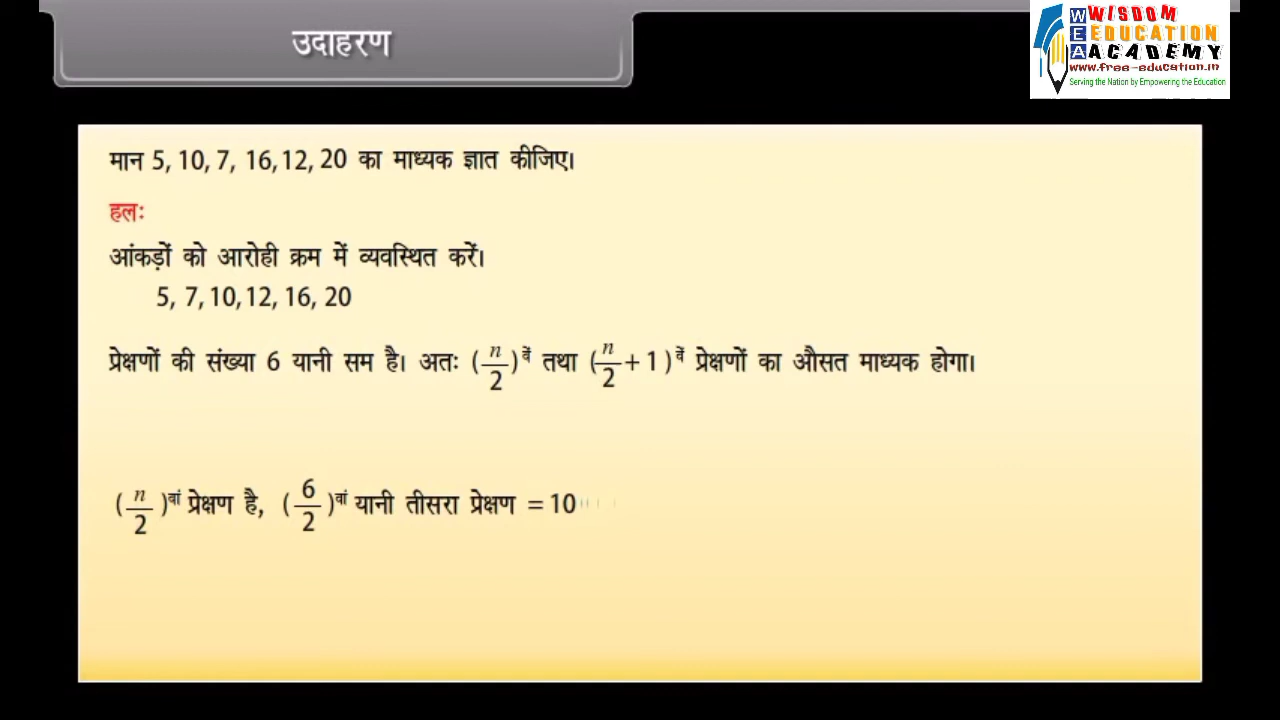 उदाहरण
WEA
WISDOM
EDUCATION
ACADEMY
www.free-education.in
Serving the Nation by Empowering the Education
मान 5, 10, 7, 16, 12, 20 का माध्यक ज्ञात कीजिए।
हलः
आंकड़ों को आरोही क्रम में व्यवस्थित करें।
5, 7, 10, 12, 16, 20
प्रेक्षणों की संख्या 6 यानी सम है। अतः (n/2)वें तथा (n/2 + 1)वें प्रेक्षणों का औसत माध्यक होगा।
(n/2)वां प्रेक्षण है, (6/2)वां यानी तीसरा प्रेक्षण = 10